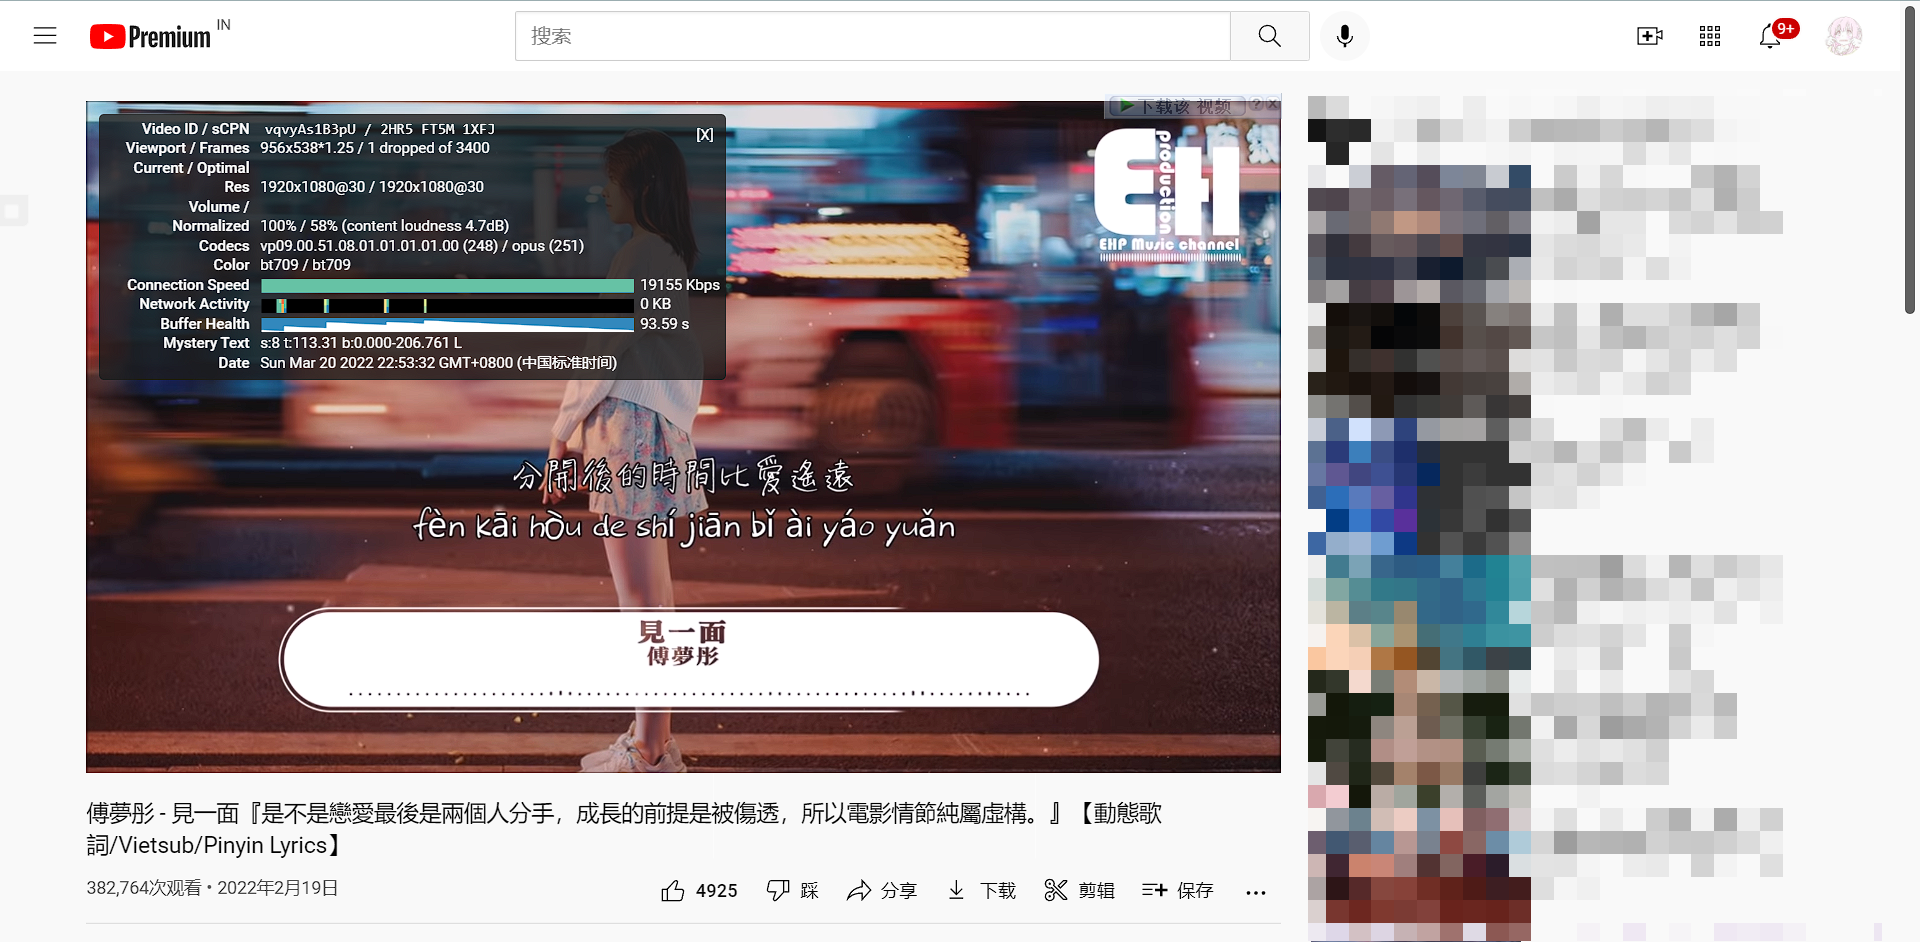 Premium IN
搜索
9+
下载该 视频 ? X
Video ID / sCPN vqvyAs1B3pU / 2HR5 FT5M 1XFJ
[X]
Viewport / Frames 956x538*1.25 / 1 dropped of 3400
Current / Optimal
Res 1920x1080@30 / 1920x1080@30
Volume /
Normalized 100% / 58% (content loudness 4.7dB)
Codecs vp09.00.51.08.01.01.01.01.00 (248) / opus (251)
Color bt709 / bt709
Connection Speed 19155 Kbps
Network Activity 0 KB
Buffer Health 93.59 s
Mystery Text s:8 t:113.31 b:0.000-206.761 L
Date Sun Mar 20 2022 22:53:32 GMT+0800 (中国标准时间)
EH production
EHP Music channel
分開後的時間比愛遙遠
fèn kāi hòu de shí jiān bǐ ài yáo yuǎn
見一面
傅夢彤
傅夢彤 - 見一面『是不是戀愛最後是兩個人分手，成長的前提是被傷透，所以電影情節純屬虛構。』【動態歌
詞/Vietsub/Pinyin Lyrics】
382,764次观看 • 2022年2月19日
4925 踩 分享 下载 剪辑 保存